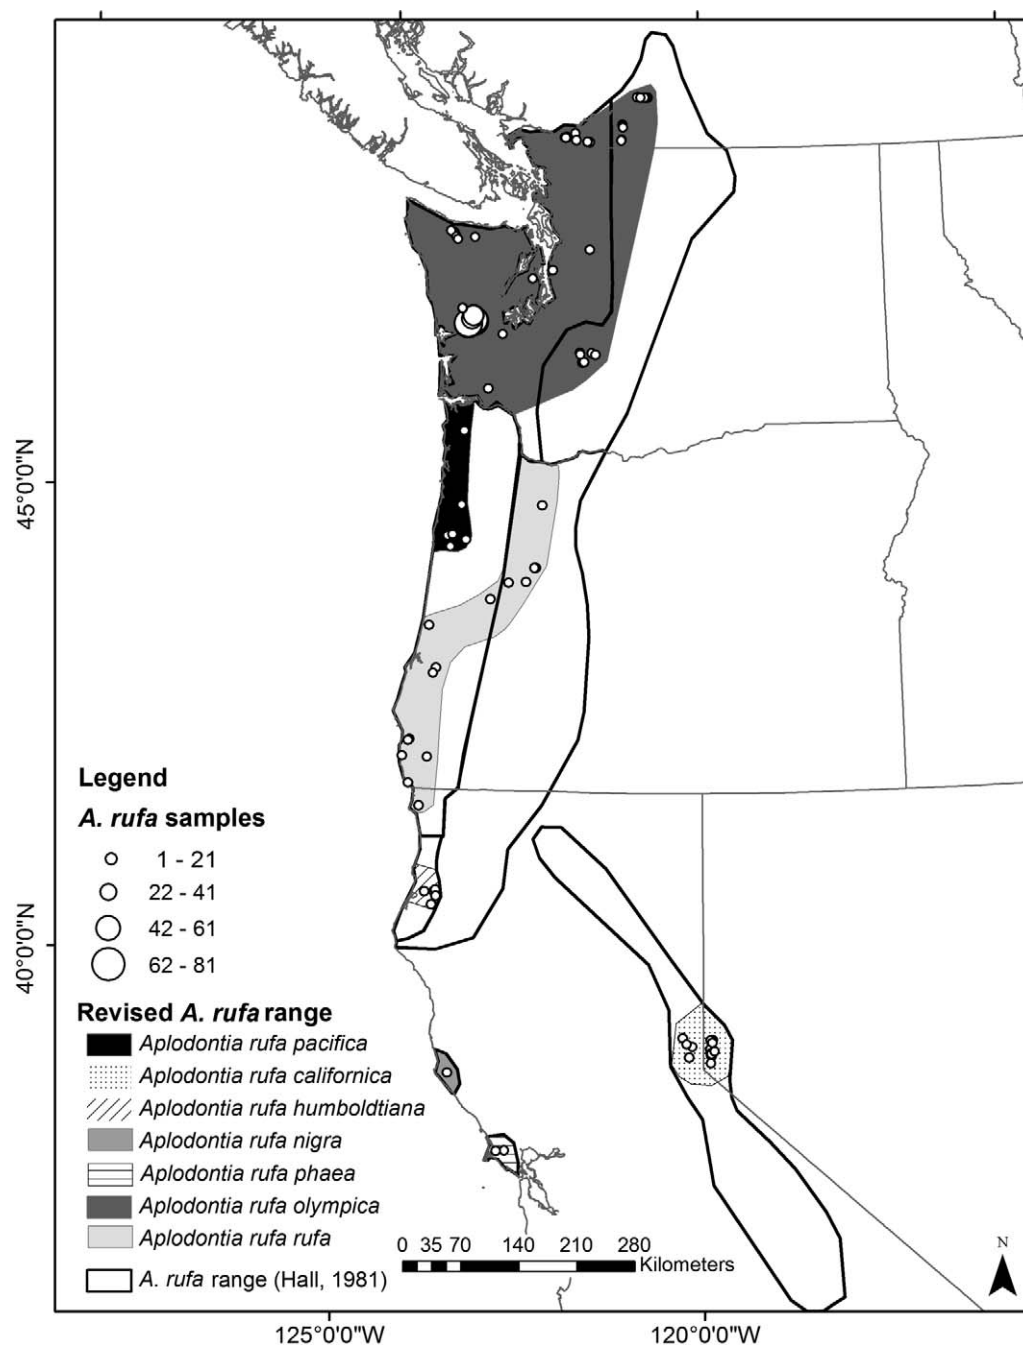 45°0'0"N
40°0'0"N
Legend
A. rufa samples
1 - 21
22 - 41
42 - 61
62 - 81
Revised A. rufa range
Aplodontia rufa pacifica
Aplodontia rufa californica
Aplodontia rufa humboldtiana
Aplodontia rufa nigra
Aplodontia rufa phaea
Aplodontia rufa olympica
Aplodontia rufa rufa
A. rufa range (Hall, 1981)
0 35 70 140 210 280
Kilometers
N
125°0'0"W 120°0'0"W